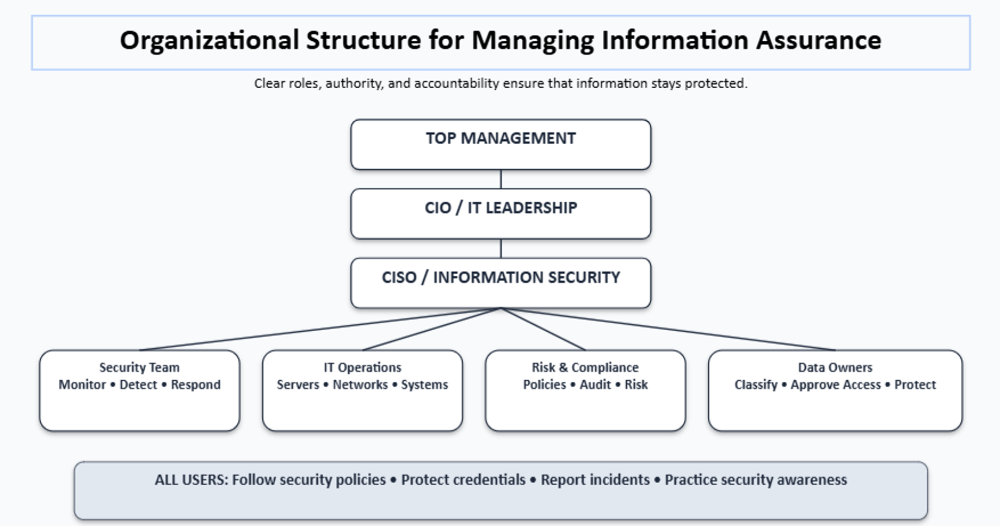 Organizational Structure for Managing Information Assurance
Clear roles, authority, and accountability ensure that information stays protected.
TOP MANAGEMENT
CIO / IT LEADERSHIP
CISO / INFORMATION SECURITY
Security Team
Monitor • Detect • Respond
IT Operations
Servers • Networks • Systems
Risk & Compliance
Policies • Audit • Risk
Data Owners
Classify • Approve Access • Protect
ALL USERS: Follow security policies • Protect credentials • Report incidents • Practice security awareness